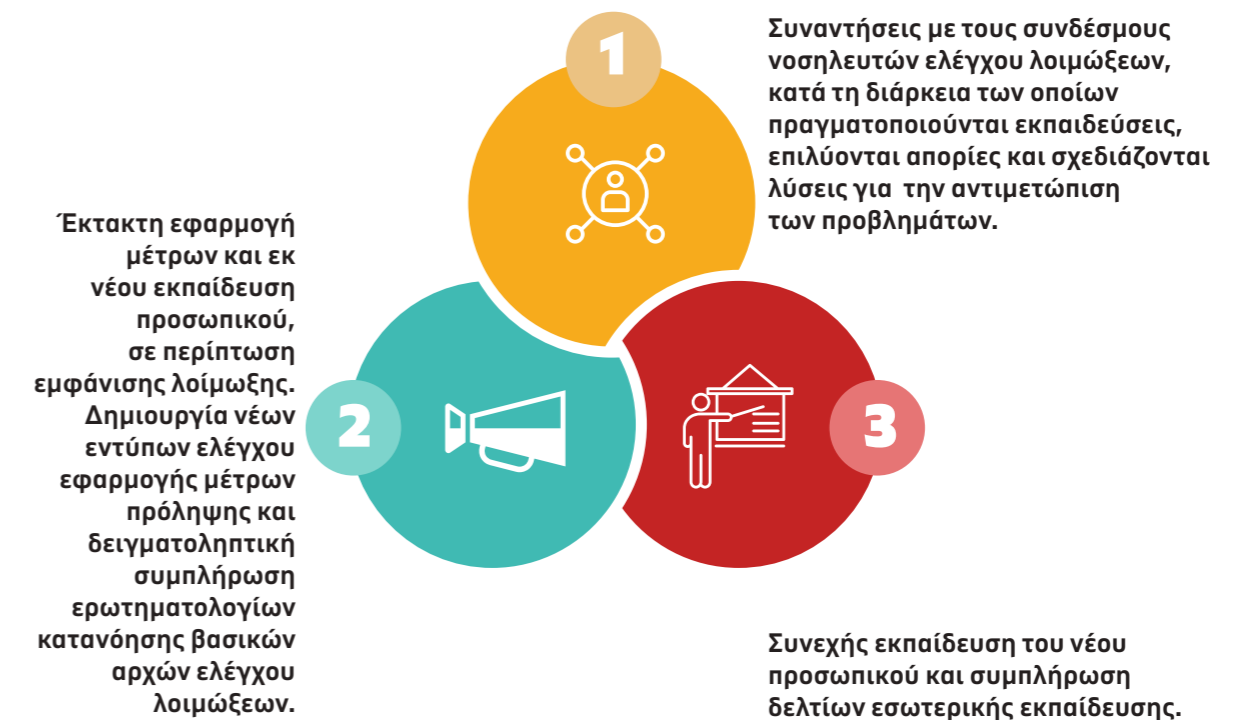 1
Συναντήσεις με τους συνδέσμους
νοσηλευτών ελέγχου λοιμώξεων,
κατά τη διάρκεια των οποίων
πραγματοποιούνται εκπαιδεύσεις,
επιλύονται απορίες και σχεδιάζονται
λύσεις για την αντιμετώπιση
των προβλημάτων.
Έκτακτη εφαρμογή
μέτρων και εκ
νέου εκπαίδευση
προσωπικού,
σε περίπτωση
εμφάνισης λοίμωξης.
Δημιουργία νέων
εντύπων ελέγχου
εφαρμογής μέτρων
πρόληψης και
δειγματοληπτική
συμπλήρωση
ερωτηματολογίων
κατανόησης βασικών
αρχών ελέγχου
λοιμώξεων.
2
3
Συνεχής εκπαίδευση του νέου
προσωπικού και συμπλήρωση
δελτίων εσωτερικής εκπαίδευσης.